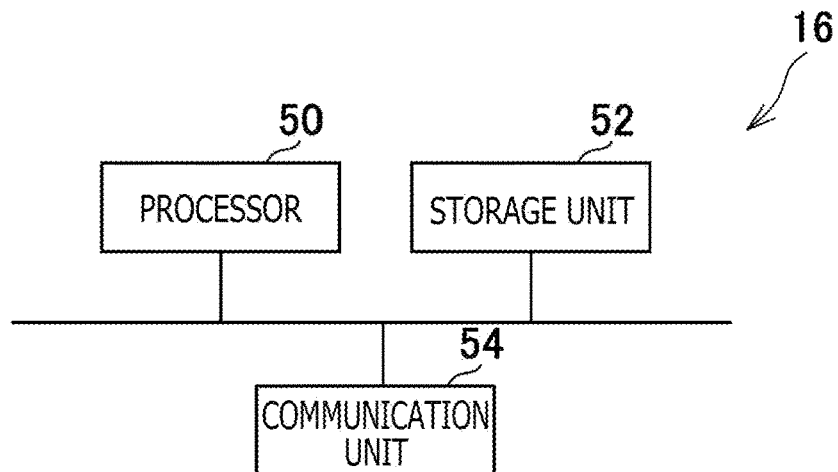 16
50
52
PROCESSOR
STORAGE UNIT
54
COMMUNICATION
UNIT